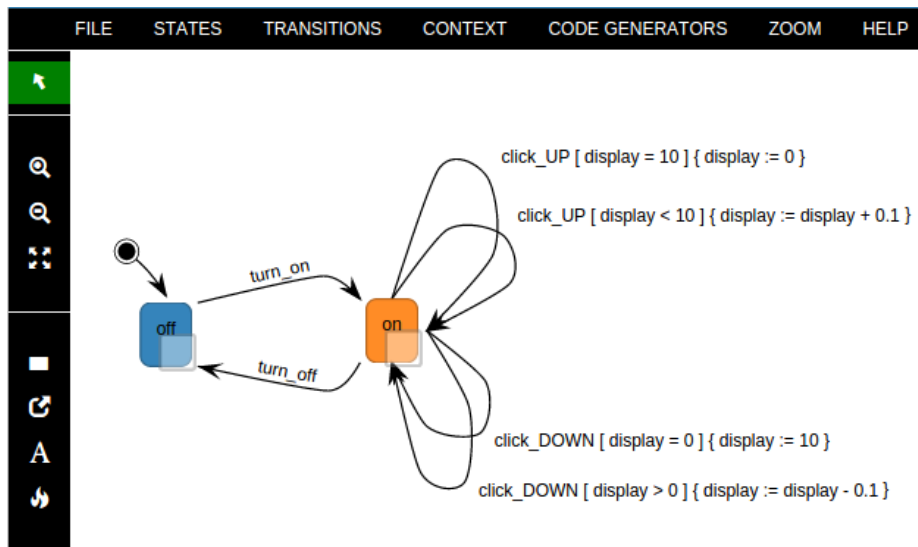 FILE STATES TRANSITIONS CONTEXT CODE GENERATORS ZOOM HELP
click_UP [ display = 10 ] { display := 0 }
click_UP [ display < 10 ] { display := display + 0.1 }
turn_on
off
on
turn_off
A
click_DOWN [ display = 0 ] { display := 10 }
click_DOWN [ display > 0 ] { display := display - 0.1 }